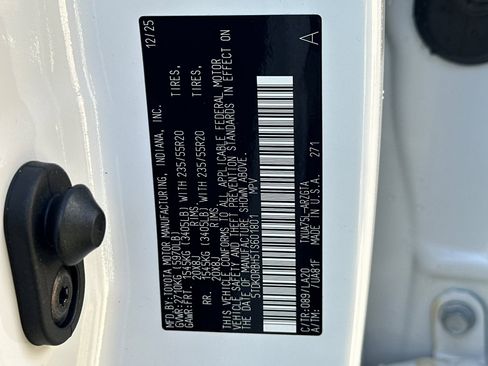 12/25
MFD. BY:TOYOTA MOTOR MANUFACTURING, INDIANA, INC.
GVWR:2710KG (5970LB)
GAWR:FRT. 1545KG (3405LB) WITH 235/55R20 TIRES,
20X8J RIMS
RR. 1545KG (3405LB) WITH 235/55R20 TIRES,
20X8J RIMS
THIS VEHICLE CONFORMS TO ALL APPLICABLE FEDERAL MOTOR
VEHICLE SAFETY AND THEFT PREVENTION STANDARDS IN EFFECT ON
THE DATE OF MANUFACTURE SHOWN ABOVE.
MPV
C/TR:089/LA20 TXUA75L-ARZGTA
A/TM: -/UA81F MADE IN U.S.A. 271
A